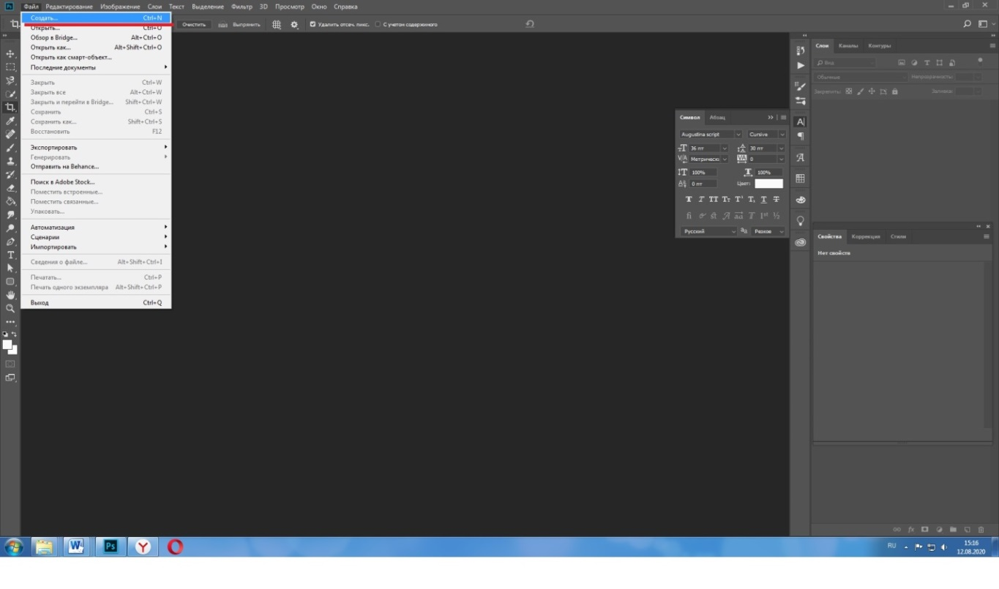 Ps Файл Редактирование Изображение Слои Текст Выделение Фильтр 3D Просмотр Окно Справка
Создать... Ctrl+N
Очистить Выпрямить Удалить отсеч. пикс. С учетом содержимого
Открыть... Ctrl+O
Обзор в Bridge... Alt+Ctrl+O
Открыть как... Alt+Shift+Ctrl+O
Открыть как смарт-объект...
Последние документы
Закрыть Ctrl+W
Закрыть все Alt+Ctrl+W
Закрыть и перейти в Bridge... Shift+Ctrl+W
Сохранить Ctrl+S
Сохранить как... Shift+Ctrl+S
Восстановить F12
Экспортировать
Генерировать
Отправить на Behance...
Поиск в Adobe Stock...
Поместить встроенные...
Поместить связанные...
Упаковать...
Автоматизация
Сценарии
Импортировать
Сведения о файле... Alt+Shift+Ctrl+I
Печатать... Ctrl+P
Печать одного экземпляра Alt+Shift+Ctrl+P
Выход Ctrl+Q
Символ Абзац
Augustina script Cursive
36 пт 30 пт
Метрически 0
100% 100%
0 пт Цвет:
Русский Резкое
Слои Каналы Контуры
Вид
Обычные Непрозрачность:
Закрепить: Заливка:
Свойства Коррекция Стили
Нет свойств
fx
W Ps Y RU 15:16
12.08.2020